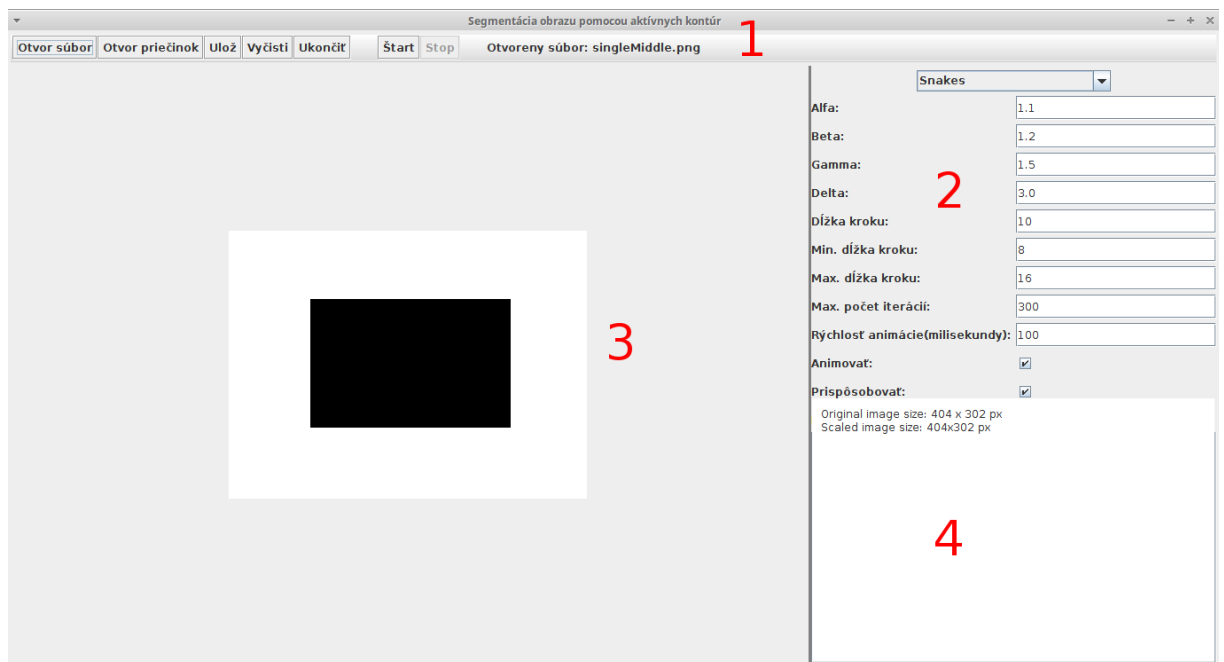 Segmentácia obrazu pomocou aktívnych kontúr
1
Otvor súbor Otvor priečinok Ulož Vyčisti Ukončiť Štart Stop Otvoreny súbor: singleMiddle.png
Snakes
Alfa: 1.1
Beta: 1.2
Gamma: 1.5
2
Delta: 3.0
Dĺžka kroku: 10
Min. dĺžka kroku: 8
Max. dĺžka kroku: 16
Max. počet iterácií: 300
3
Rýchlosť animácie(milisekundy): 100
Animovať:
Prispôsobovať:
Original image size: 404 x 302 px
Scaled image size: 404x302 px
4